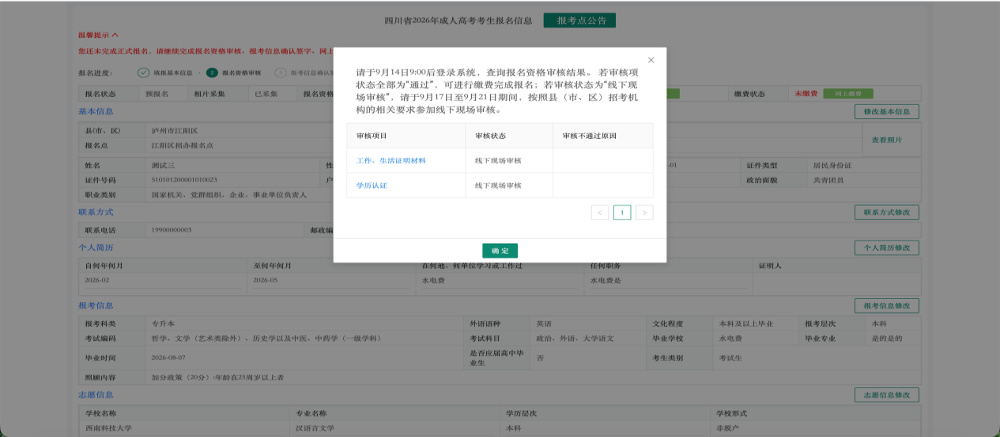 四川省2026年成人高考考生报名信息 报考点公告
温馨提示
您还未完成正式报名，请继续完成报名资格审核、报考信息确认签字、网上
报名进度： 填报基本信息 - 2 报名资格审核 3 报考信息确认
报名状态 预报名 相片采集 已采集 报名资格 缴费状态 未缴费 网上缴费
基本信息 修改基本信息
县(市、区) 泸州市江阳区
报名点 江阳区招办报名点 查看照片
姓名 测试三 性 -01 证件类型 居民身份证
证件号码 510101200001010023 户 政治面貌 共青团员
职业类别 国家机关、党群组织、企业、事业单位负责人
联系方式 联系方式修改
联系电话 19900000003 邮政编
个人简历 个人简历修改
自何年何月 至何年何月 在何地、何单位学习或工作过 任何职务 证明人
2026-02 2026-05 水电费 水电费是
报考信息 报考信息修改
报考科类 专升本 外语语种 英语 文化程度 本科及以上毕业 报考层次 本科
考试编码 哲学、文学（艺术类除外）、历史学以及中医、中药学（一级学科） 考试科目 政治、外语、大学语文 毕业学校 水电费 毕业专业 是的是的
毕业时间 2026-08-07 是否应届高中毕业生 否 考生类别 考试生
照顾内容 加分政策（20分）:年龄在25周岁以上者
志愿信息 志愿信息修改
学校名称 专业名称 学历层次 学校形式
西南科技大学 汉语言文学 本科 非脱产
请于9月14日9:00后登录系统，查询报名资格审核结果。 若审核项
状态全部为“通过”，可进行缴费完成报名；若审核状态为“线下现
场审核”，请于9月17日至9月21日期间，按照县（市、区）招考机
构的相关要求参加线下现场审核。
审核项目 审核状态 审核不通过原因
工作、生活证明材料 线下现场审核
学历认证 线下现场审核
< 1 >
确 定